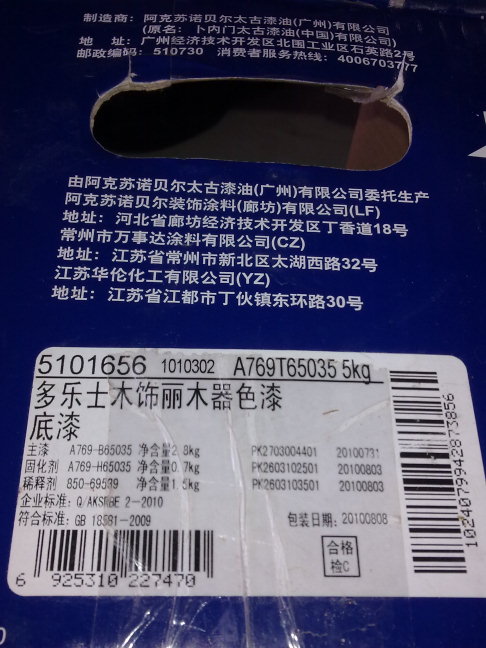 制造商：阿克苏诺贝尔太古漆油(广州)有限公司
(原名：卜内门太古漆油(中国)有限公司)
地 址：广州经济技术开发区北围工业区石英路2号
邮政编码：510730 消费者服务热线：4006703777
由阿克苏诺贝尔太古漆油(广州)有限公司委托生产
阿克苏诺贝尔装饰涂料(廊坊)有限公司(LF)
地址：河北省廊坊经济技术开发区丁香道18号
常州市万事达涂料有限公司(CZ)
地址：江苏省常州市新北区太湖西路32号
江苏华伦化工有限公司(YZ)
地址：江苏省江都市丁伙镇东环路30号
5101656 1010302 A769T65035 5kg
多乐士木饰丽木器色漆
底漆
主漆 A769-B65035 净含量2.8kg PK2703004401 20100731
固化剂 A769-H65035 净含量0.7kg PK2603102501 20100803
稀释剂 850-69539 净含量1.5kg PK2603103501 20100803
企业标准：Q/AKSRBE 2-2010
符合标准：GB 18581-2009
包装日期：20100808
合格
检C
6 925310 227470
1024079942873856
0